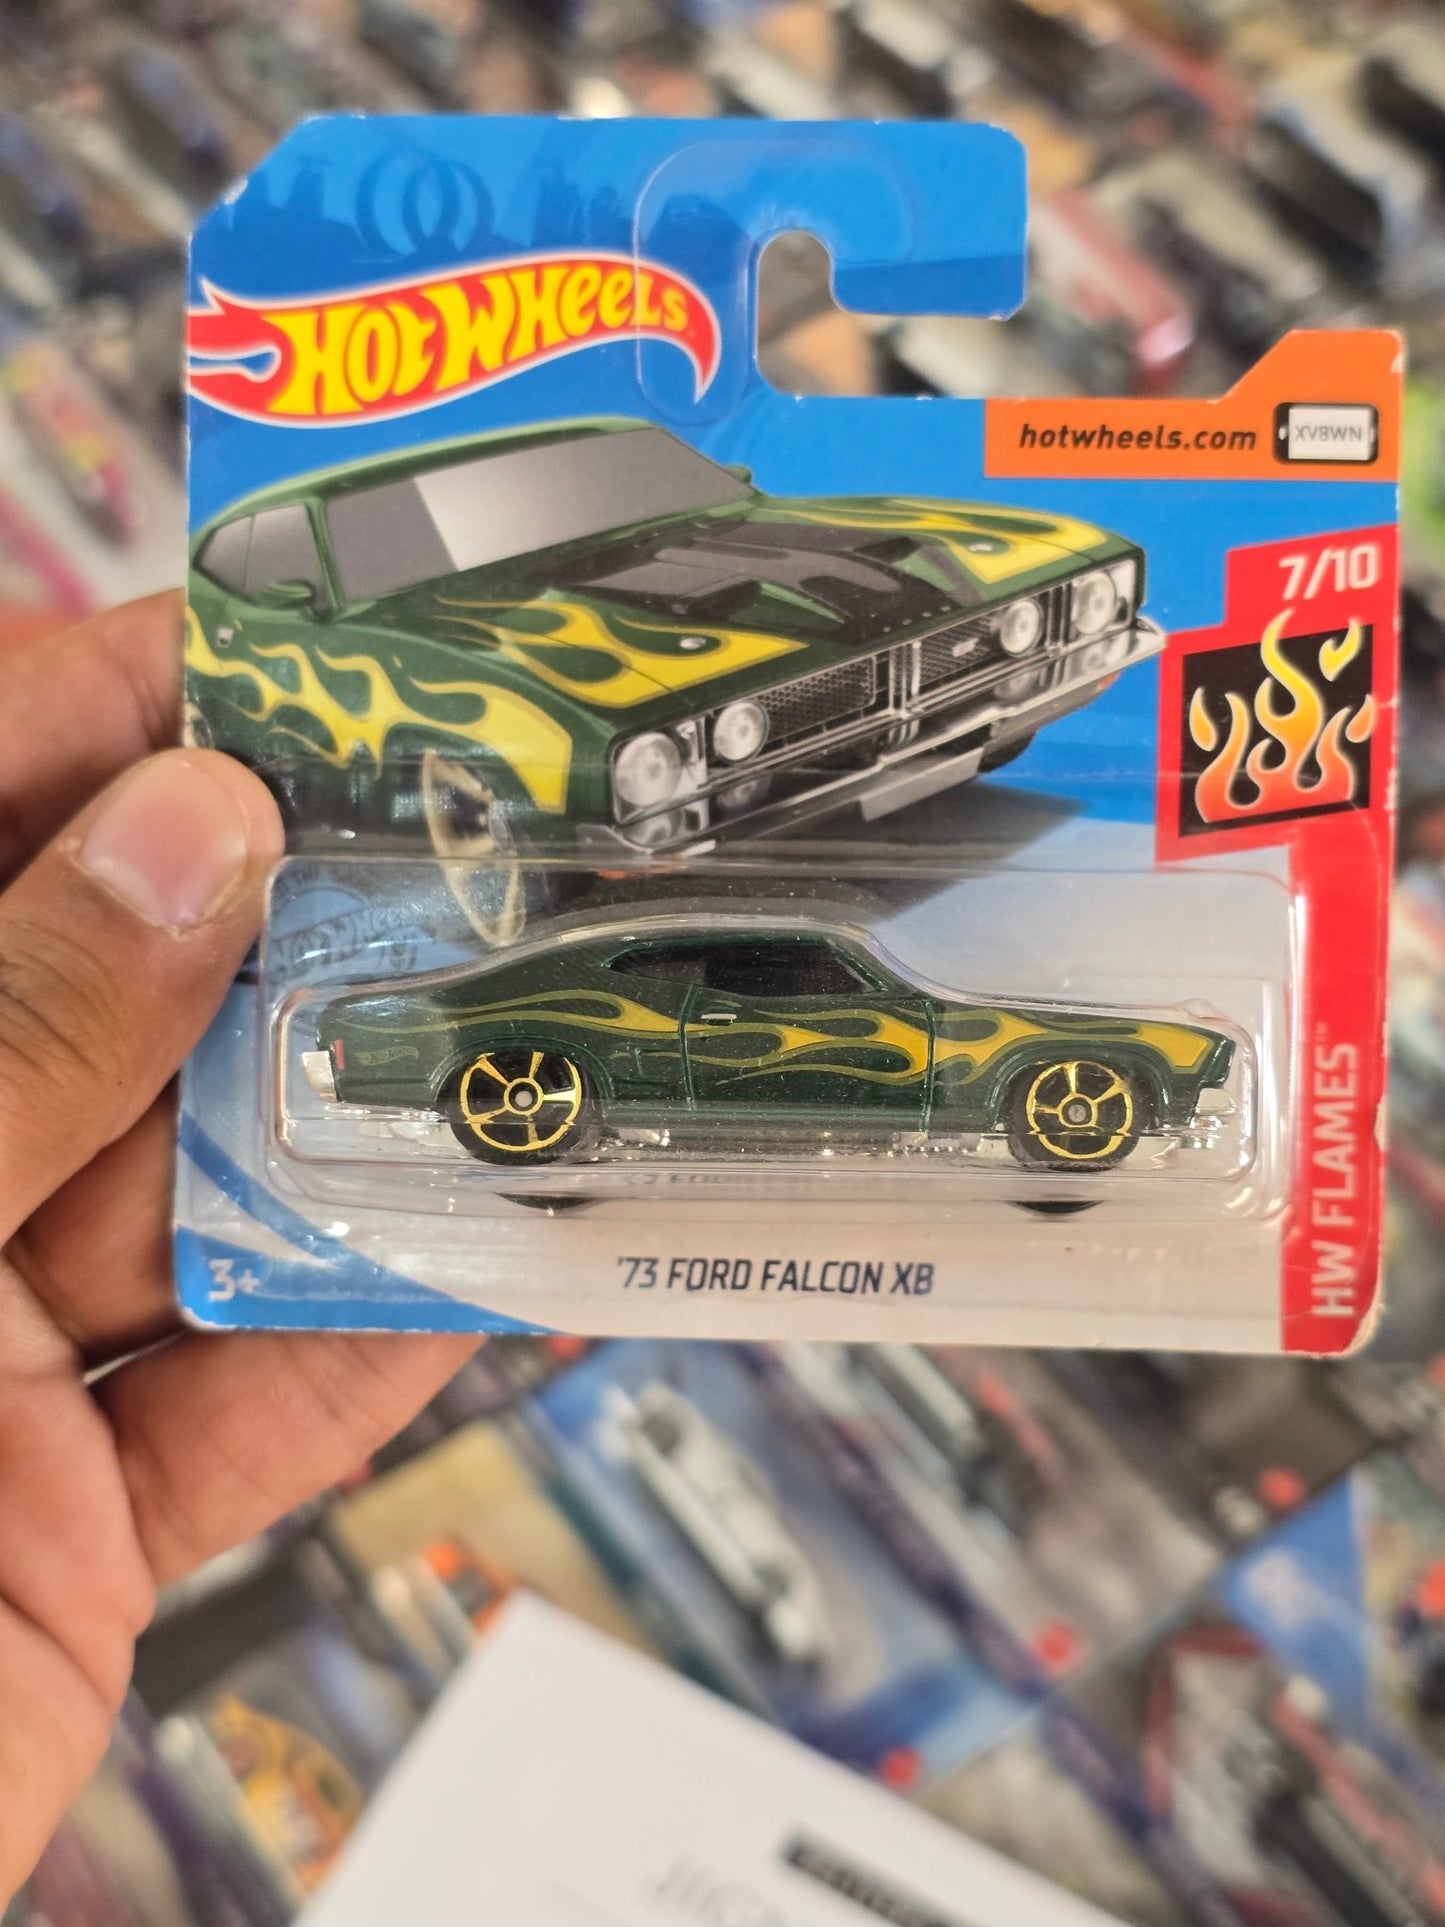 HOT WHEELS
hotwheels.com
XV8WN
7/10
HW FLAMES™
'73 FORD FALCON XB
3+